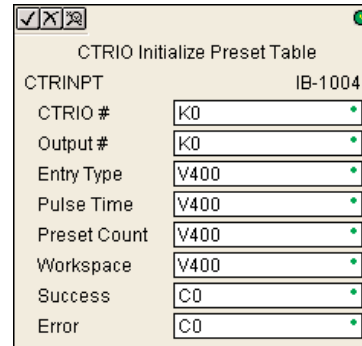 CTRIO Initialize Preset Table
CTRINPT IB-1004
CTRIO # K0
Output # K0
Entry Type V400
Pulse Time V400
Preset Count V400
Workspace V400
Success C0
Error C0